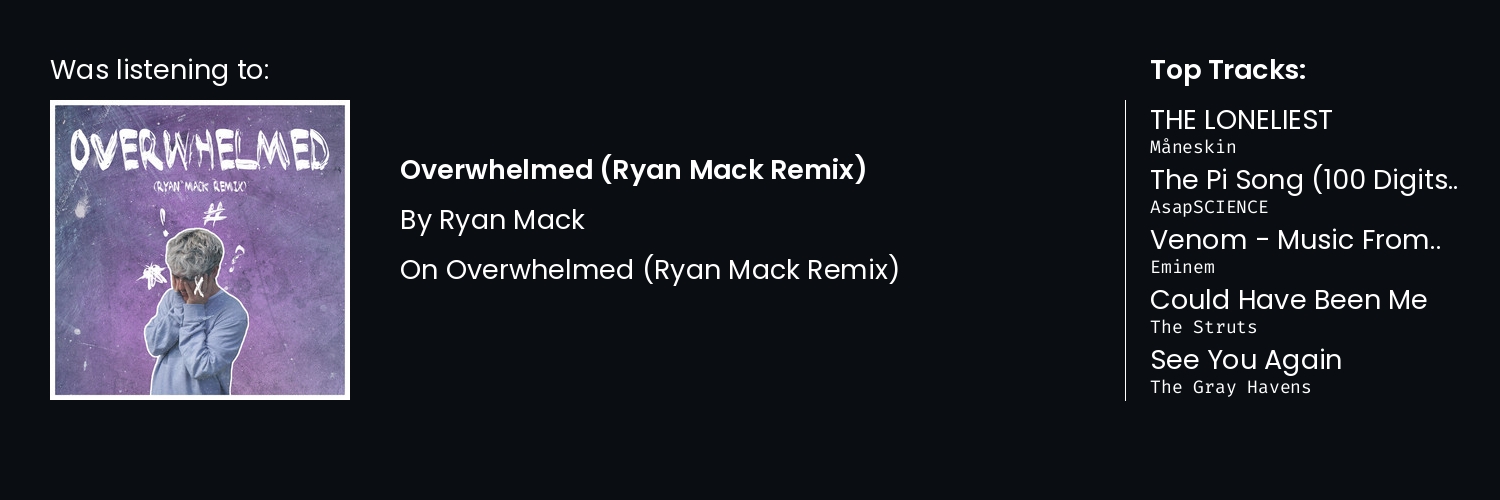 Was listening to:
OVERWHELMED
(RYAN MACK REMIX)
! # ?
X
Overwhelmed (Ryan Mack Remix)
By Ryan Mack
On Overwhelmed (Ryan Mack Remix)
Top Tracks:
THE LONELIEST
Måneskin
The Pi Song (100 Digits..
AsapSCIENCE
Venom - Music From..
Eminem
Could Have Been Me
The Struts
See You Again
The Gray Havens